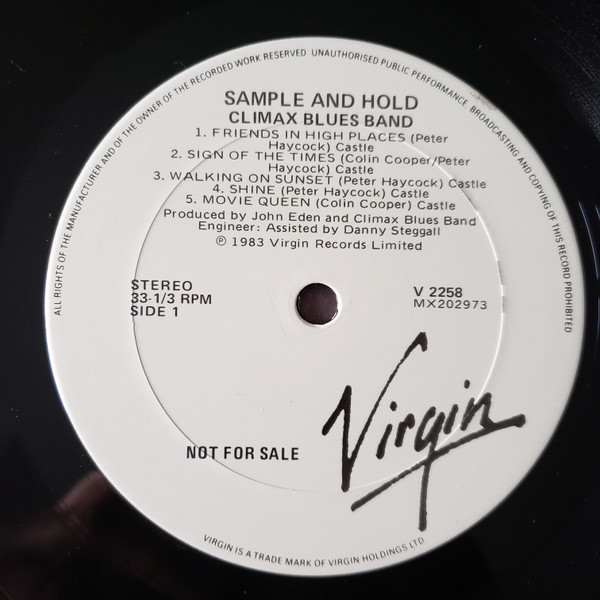 ALL RIGHTS OF THE MANUFACTURER AND OF THE OWNER OF THE RECORDED WORK RESERVED UNAUTHORISED PUBLIC PERFORMANCE BROADCASTING AND COPYING OF THIS RECORD PROHIBITED
SAMPLE AND HOLD
CLIMAX BLUES BAND
1. FRIENDS IN HIGH PLACES (Peter
Haycock) Castle
2. SIGN OF THE TIMES (Colin Cooper/Peter
Haycock) Castle
3. WALKING ON SUNSET (Peter Haycock) Castle
4. SHINE (Peter Haycock) Castle
5. MOVIE QUEEN (Colin Cooper) Castle
Produced by John Eden and Climax Blues Band
Engineer: Assisted by Danny Steggall
℗ 1983 Virgin Records Limited
STEREO
33-1/3 RPM
SIDE 1
V 2258
MX202973
Virgin
NOT FOR SALE
VIRGIN IS A TRADE MARK OF VIRGIN HOLDINGS LTD